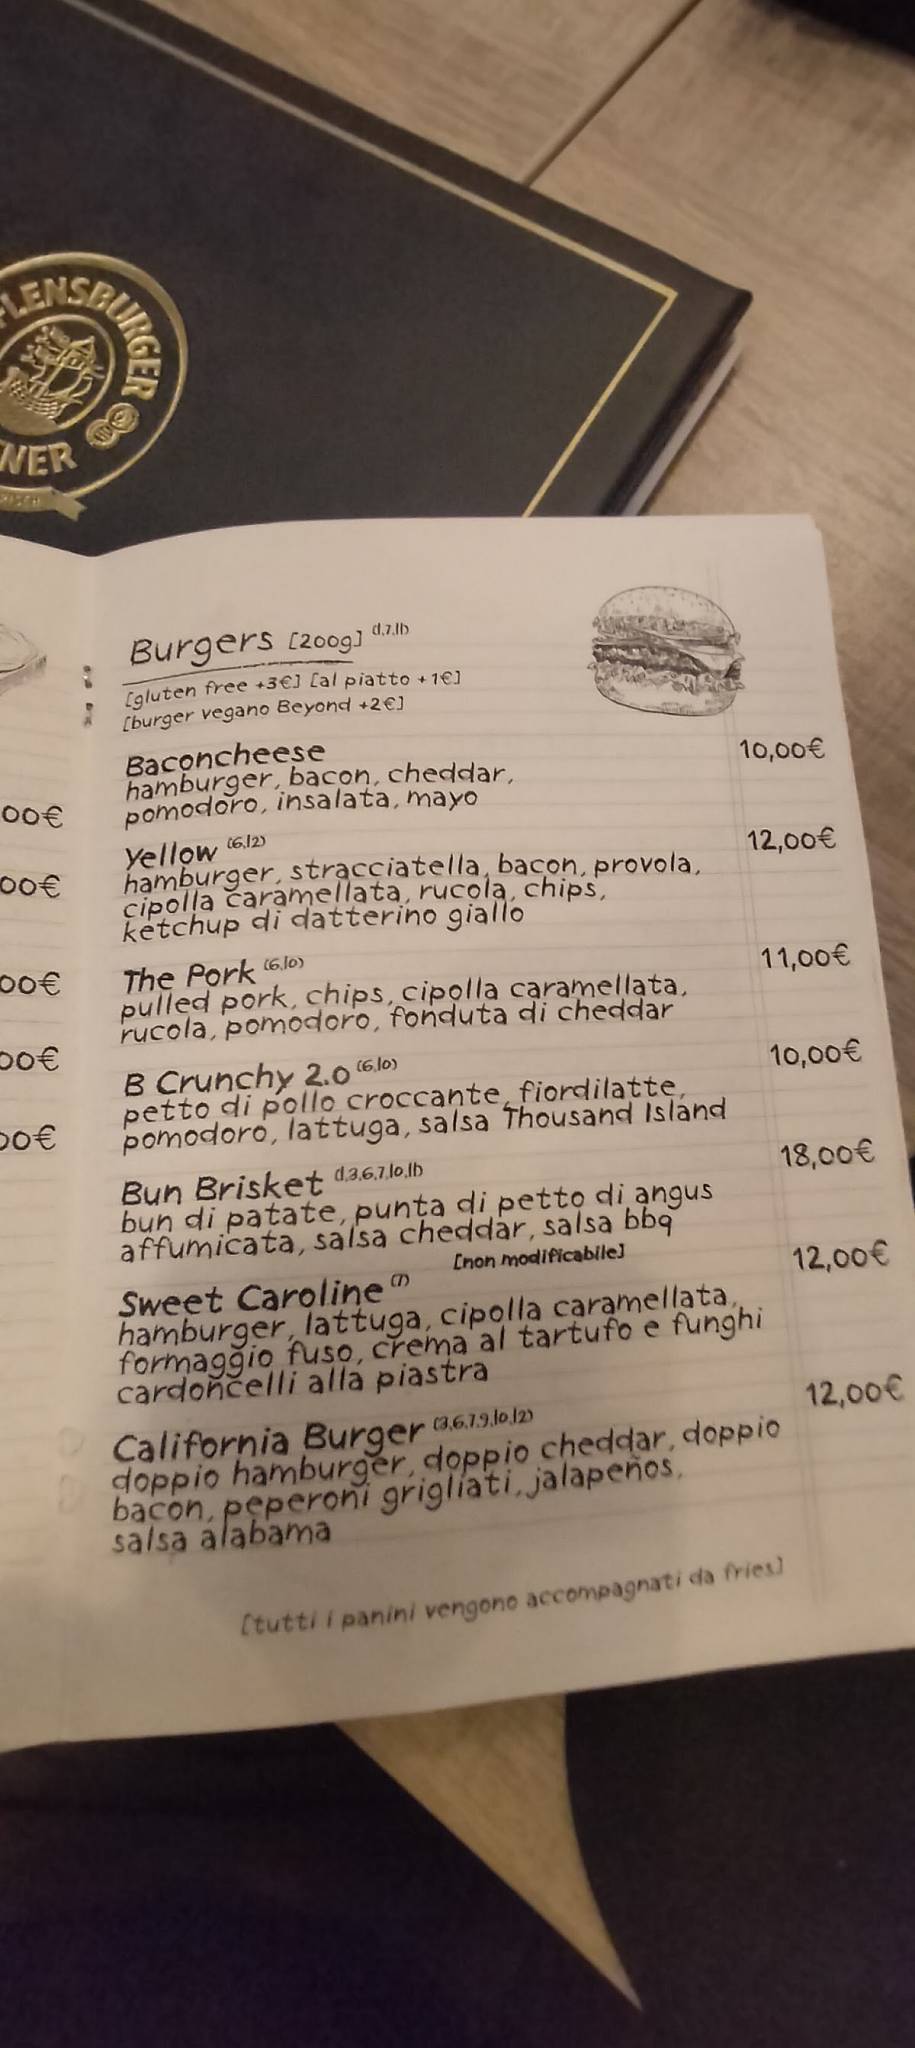 FLENSBURGER
Burgers [200g] (1,7,11)
[gluten free +3€] [al piatto +1€]
[burger vegano Beyond +2€]
Baconcheese 10,00€
hamburger, bacon, cheddar,
pomodoro, insalata, mayo
Yellow (6,12) 12,00€
hamburger, stracciatella, bacon, provola,
cipolla caramellata, rucola, chips,
ketchup di datterino giallo
The Pork (6,10) 11,00€
pulled pork, chips, cipolla caramellata,
rucola, pomodoro, fonduta di cheddar
B Crunchy 2.0 (6,10) 10,00€
petto di pollo croccante, fiordilatte,
pomodoro, lattuga, salsa Thousand Island
Bun Brisket (1,3,6,7,10,11) 18,00€
bun di patate, punta di petto di angus
affumicata, salsa cheddar, salsa bbq
[non modificabile]
Sweet Caroline (7) 12,00€
hamburger, lattuga, cipolla caramellata,
formaggio fuso, crema al tartufo e funghi
cardoncelli alla piastra
California Burger (3,6,7,9,10,12) 12,00€
doppio hamburger, doppio cheddar, doppio
bacon, peperoni grigliati, jalapeños,
salsa alabama
[tutti i panini vengono accompagnati da fries]
00€
00€
00€
00€
00€